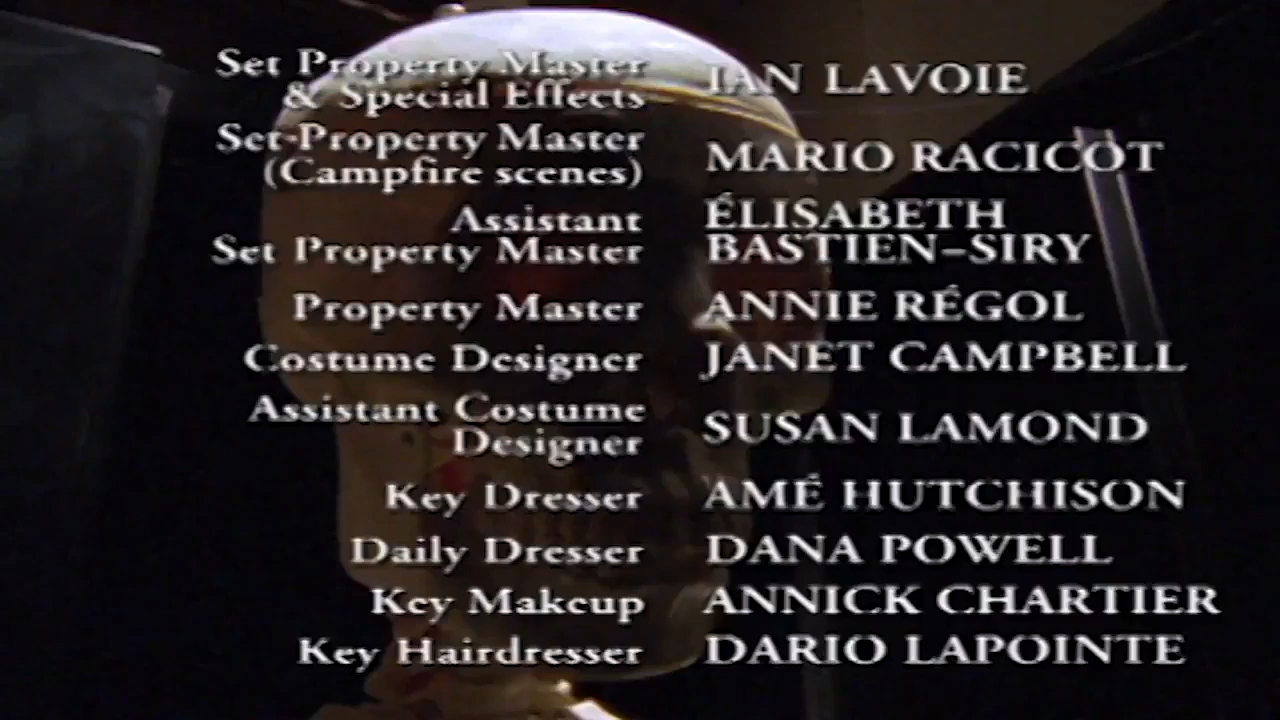 Set Property Master
& Special Effects
IAN LAVOIE
Set-Property Master
(Campfire scenes)
MARIO RACICOT
Assistant
Set Property Master
ÉLISABETH
BASTIEN-SIRY
Property Master
ANNIE RÉGOL
Costume Designer
JANET CAMPBELL
Assistant Costume
Designer
SUSAN LAMOND
Key Dresser
AMÉ HUTCHISON
Daily Dresser
DANA POWELL
Key Makeup
ANNICK CHARTIER
Key Hairdresser
DARIO LAPOINTE